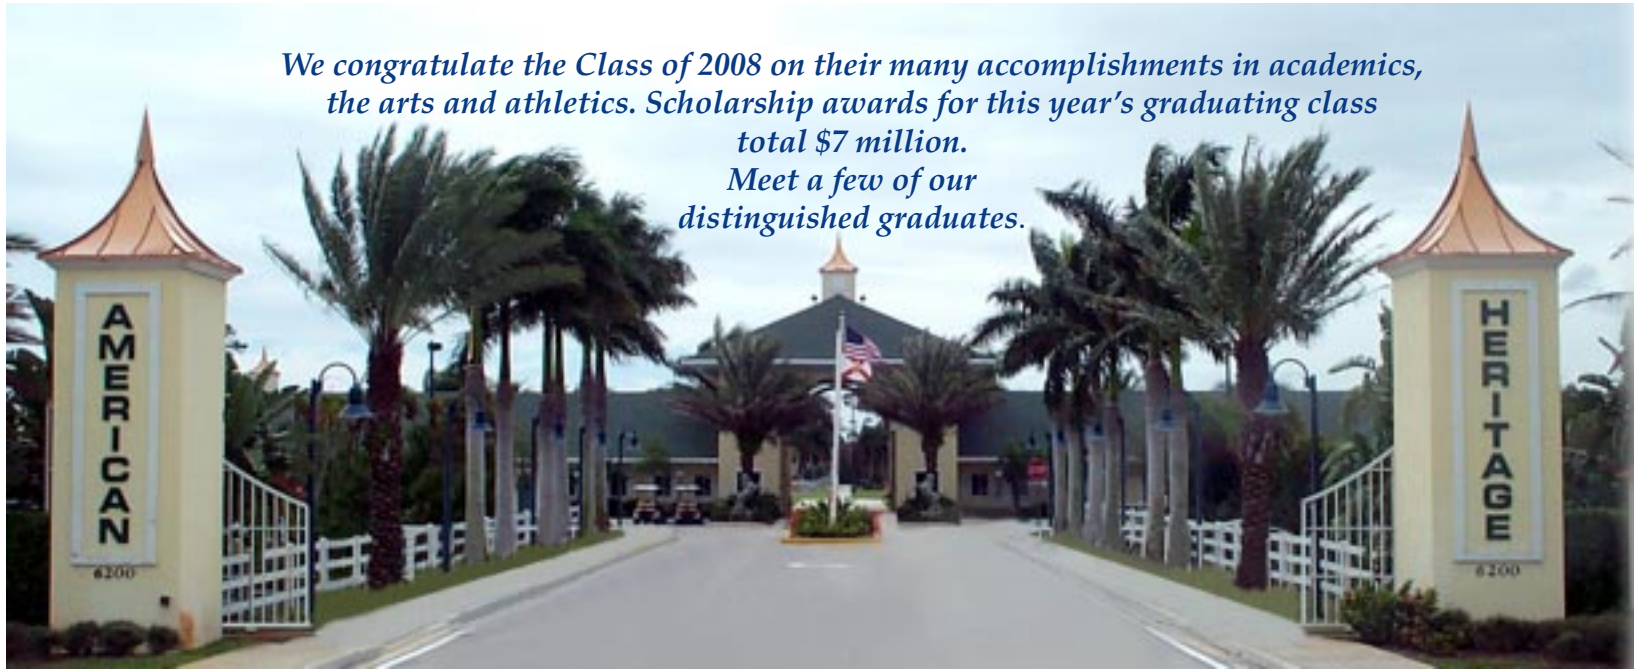 We congratulate the Class of 2008 on their many accomplishments in academics,
the arts and athletics. Scholarship awards for this year's graduating class
total $7 million.
Meet a few of our
distinguished graduates.
AMERICAN
6200
HERITAGE
6200